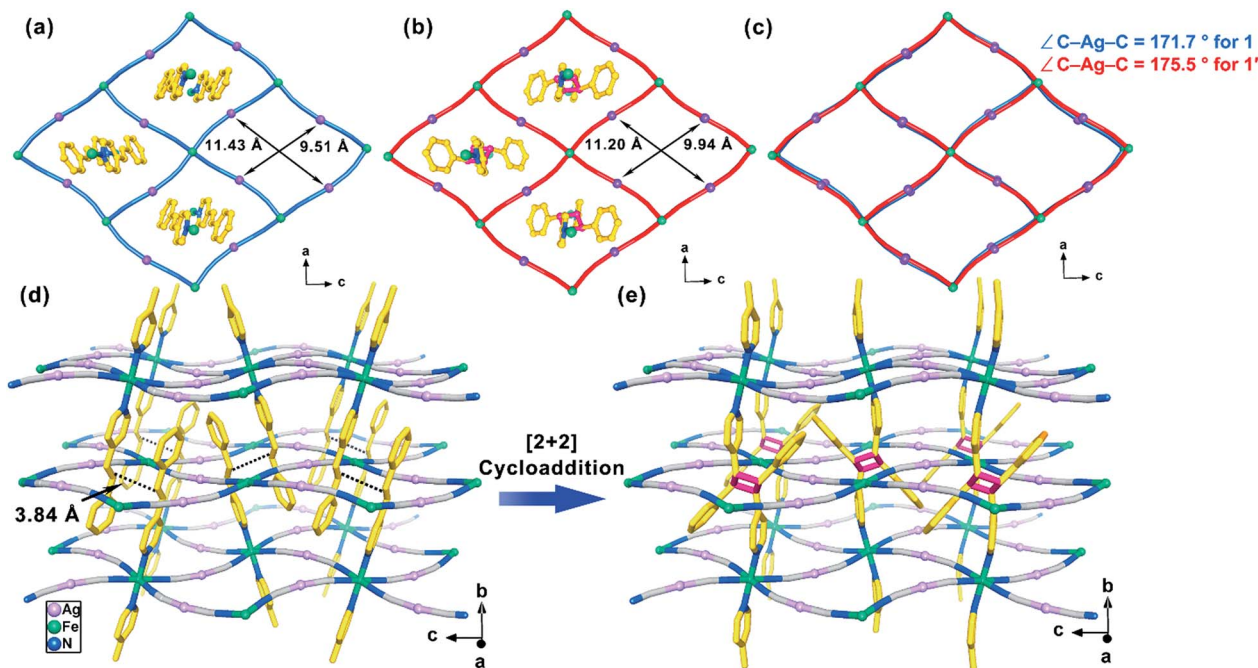 (a)
(b)
(c)
∠C–Ag–C = 171.7 ° for 1
∠C–Ag–C = 175.5 ° for 1'
11.43 Å
9.51 Å
11.20 Å
9.94 Å
a
c
a
c
a
c
(d)
(e)
3.84 Å
[2+2]
Cycloaddition
Ag
Fe
N
b
c
a
b
c
a